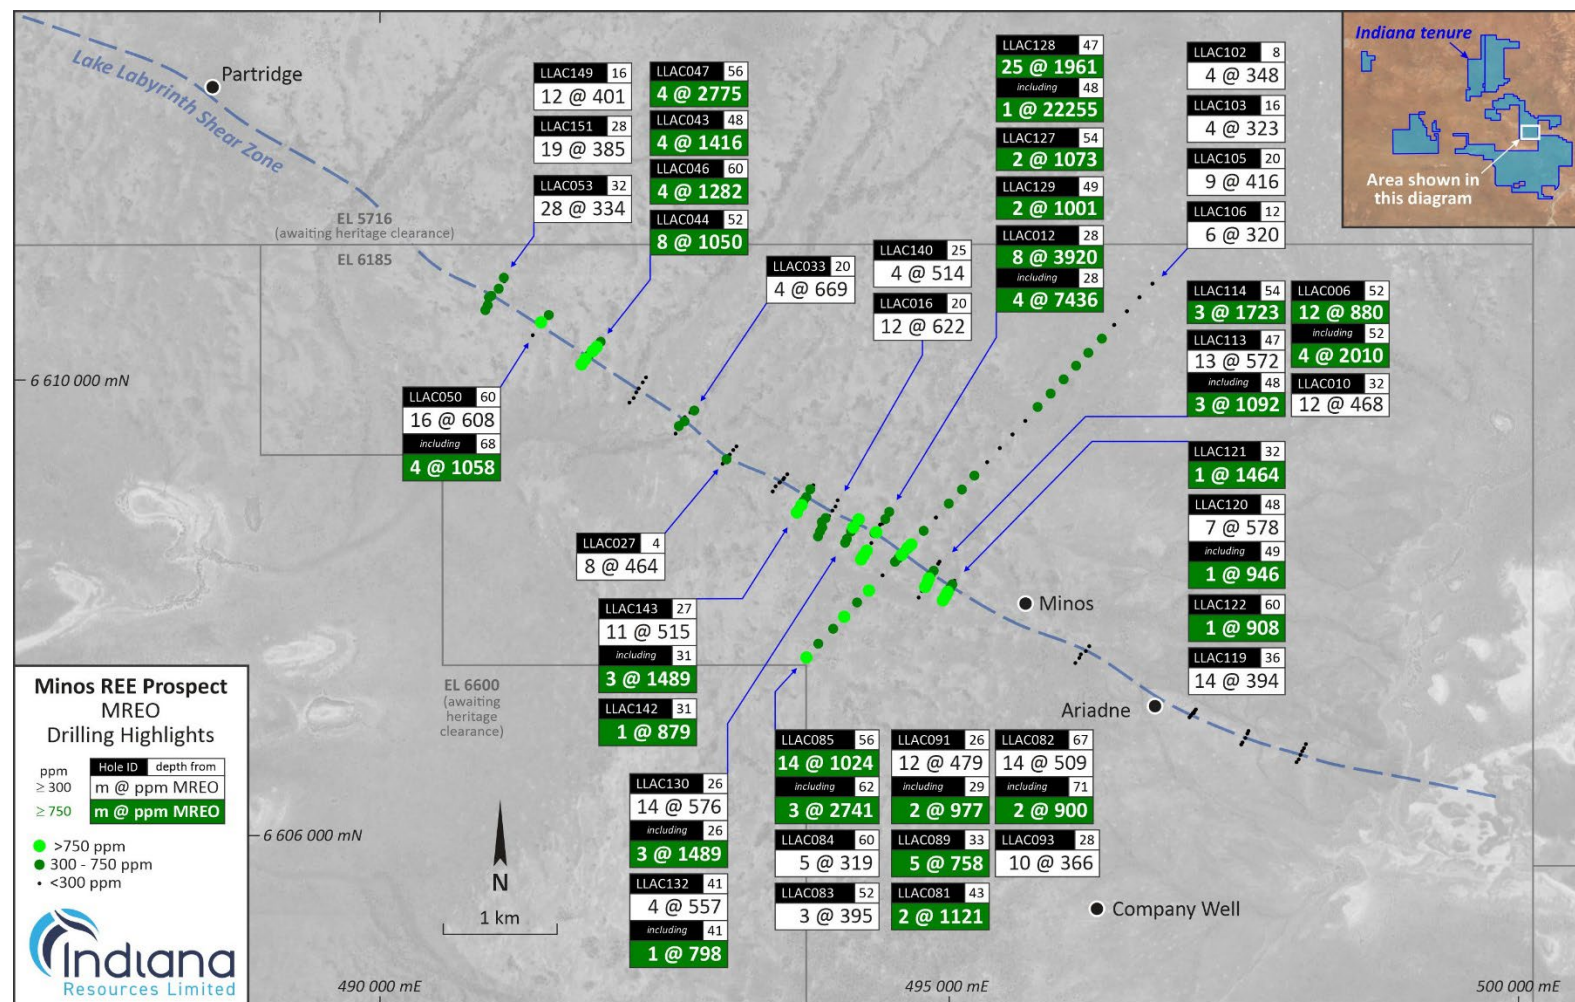 Partridge
Lake Labyrinth Shear Zone
EL 5716
(awaiting heritage clearance)
EL 6185
LLAC149 16
12 @ 401
LLAC151 28
19 @ 385
LLAC053 32
28 @ 334
LLAC047 56
4 @ 2775
LLAC043 48
4 @ 1416
LLAC046 60
4 @ 1282
LLAC044 52
8 @ 1050
LLAC033 20
4 @ 669
LLAC140 25
4 @ 514
LLAC016 20
12 @ 622
LLAC128 47
25 @ 1961
including 48
1 @ 22255
LLAC127 54
2 @ 1073
LLAC129 49
2 @ 1001
LLAC012 28
8 @ 3920
including 28
4 @ 7436
LLAC102 8
4 @ 348
LLAC103 16
4 @ 323
LLAC105 20
9 @ 416
LLAC106 12
6 @ 320
Indiana tenure
Area shown in
this diagram
LLAC114 54
3 @ 1723
LLAC113 47
13 @ 572
including 48
3 @ 1092
LLAC006 52
12 @ 880
including 52
4 @ 2010
LLAC010 32
12 @ 468
6 610 000 mN
LLAC050 60
16 @ 608
including 68
4 @ 1058
LLAC121 32
1 @ 1464
LLAC120 48
7 @ 578
including 49
1 @ 946
LLAC122 60
1 @ 908
LLAC119 36
14 @ 394
LLAC027 4
8 @ 464
LLAC143 27
11 @ 515
including 31
3 @ 1489
LLAC142 31
1 @ 879
Minos
Ariadne
EL 6600
(awaiting
heritage
clearance)
LLAC130 26
14 @ 576
including 26
3 @ 1489
LLAC132 41
4 @ 557
including 41
1 @ 798
LLAC085 56
14 @ 1024
including 62
3 @ 2741
LLAC084 60
5 @ 319
LLAC083 52
3 @ 395
LLAC091 26
12 @ 479
including 29
2 @ 977
LLAC089 33
5 @ 758
LLAC081 43
2 @ 1121
LLAC082 67
14 @ 509
including 71
2 @ 900
LLAC093 28
10 @ 366
Company Well
Minos REE Prospect
MREO
Drilling Highlights
ppm Hole ID depth from
≥ 300 m @ ppm MREO
≥ 750 m @ ppm MREO
>750 ppm
300 - 750 ppm
<300 ppm
Indiana
Resources Limited
6 606 000 mN
N
1 km
490 000 mE
495 000 mE
500 000 mE